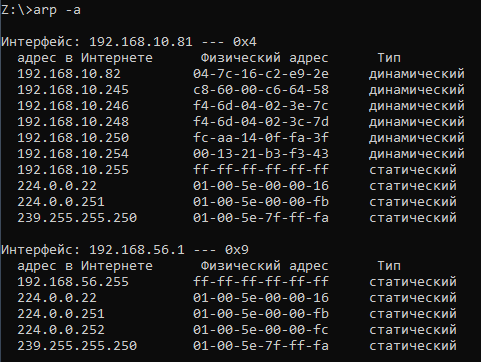 Z:\>arp -a
Интерфейс: 192.168.10.81 --- 0x4
адрес в Интернете Физический адрес Тип
192.168.10.82 04-7c-16-c2-e9-2e динамический
192.168.10.245 c8-60-00-c6-64-58 динамический
192.168.10.246 f4-6d-04-02-3e-7c динамический
192.168.10.248 f4-6d-04-02-3c-7d динамический
192.168.10.250 fc-aa-14-0f-fa-3f динамический
192.168.10.254 00-13-21-b3-f3-43 динамический
192.168.10.255 ff-ff-ff-ff-ff-ff статический
224.0.0.22 01-00-5e-00-00-16 статический
224.0.0.251 01-00-5e-00-00-fb статический
239.255.255.250 01-00-5e-7f-ff-fa статический
Интерфейс: 192.168.56.1 --- 0x9
адрес в Интернете Физический адрес Тип
192.168.56.255 ff-ff-ff-ff-ff-ff статический
224.0.0.22 01-00-5e-00-00-16 статический
224.0.0.251 01-00-5e-00-00-fb статический
224.0.0.252 01-00-5e-00-00-fc статический
239.255.255.250 01-00-5e-7f-ff-fa статический